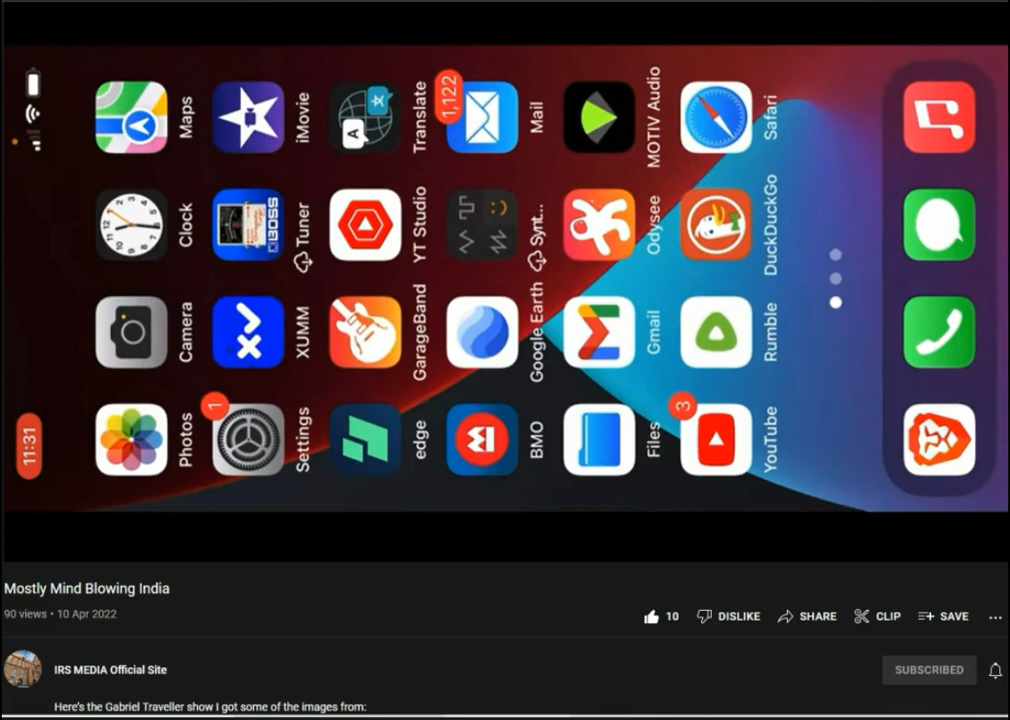 11:31
Photos
Camera
Clock
Maps
1
Settings
XUMM
BOSS
Tuner
iMovie
edge
GarageBand
YT Studio
A 文
Translate
BMO
Google Earth
Synt...
1,122
Mail
Files
Gmail
Odysee
MOTIV Audio
3
YouTube
Rumble
DuckDuckGo
Safari
Mostly Mind Blowing India
90 views • 10 Apr 2022
10
DISLIKE
SHARE
CLIP
SAVE
...
IRS MEDIA Official Site
SUBSCRIBED
Here's the Gabriel Traveller show I got some of the images from: